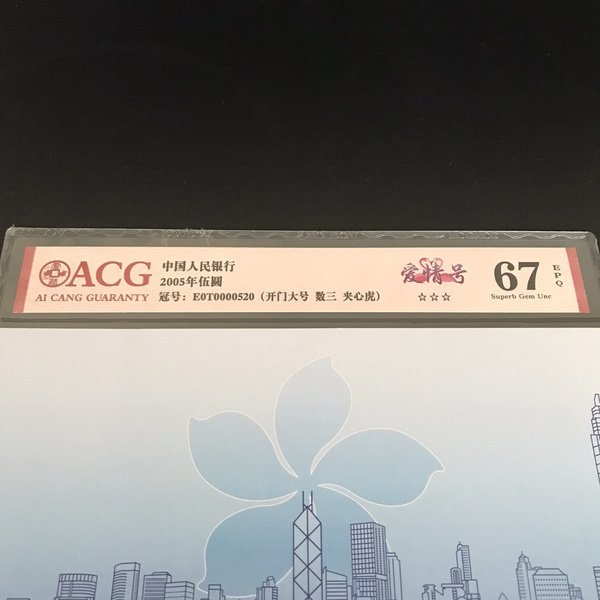 ACG
AI CANG GUARANTY
中国人民银行
2005年伍圆
冠号：E0T0000520（开门大号 数三 夹心虎）
爱情号
☆☆☆
67
EPQ
Superb Gem Unc